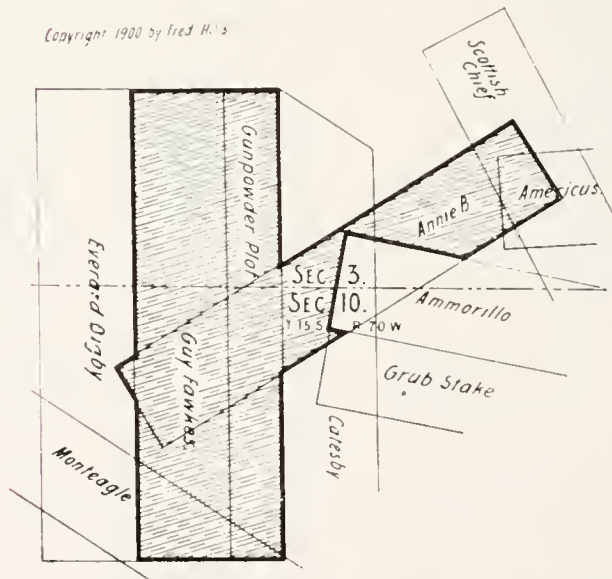 Copyright 1900 by Fred Hills
Scottish
Chief
Americus
Annie B
Gunpowder Plot
Everard Digby
Guy Fawkes
SEC 3.
SEC 10.
T 15 S R 70 W
Ammorillo
Grub Stake
Catesby
Monteagle